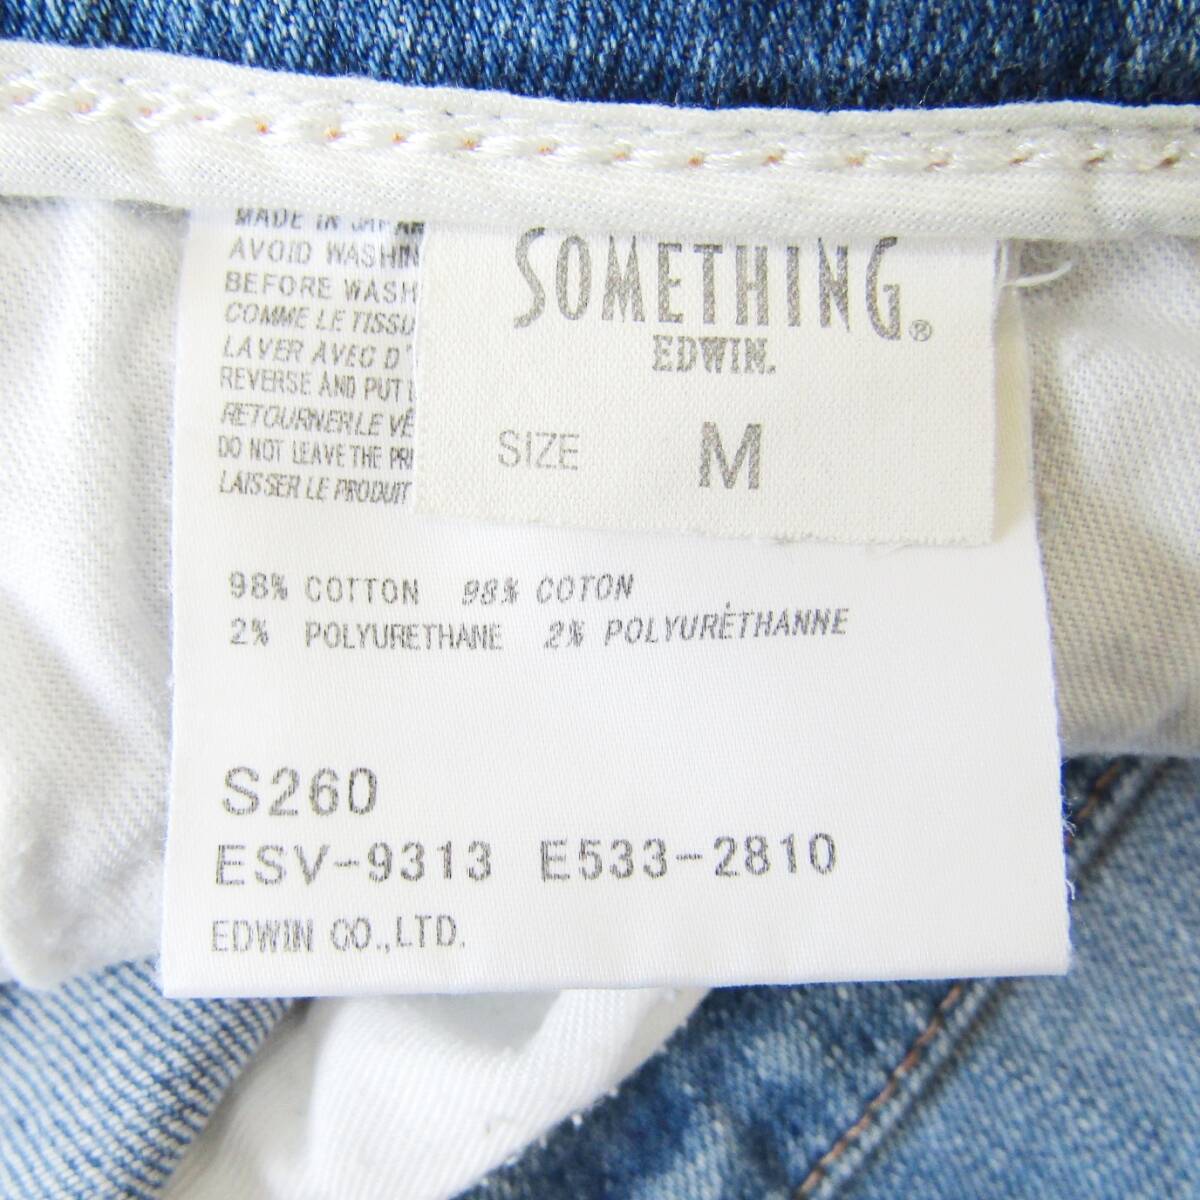 MADE IN JAPAN
AVOID WASHIN
BEFORE WASH
COMME LE TISSU
LAVER AVEC D'
REVERSE AND PUT
RETOURNER LE VÊ
DO NOT LEAVE THE PR
LAISSER LE PRODUIT
SOMETHING®
EDWIN.
SIZE M
98% COTTON 98% COTON
2% POLYURETHANE 2% POLYURÈTHANNE
S260
ESV-9313 E533-2810
EDWIN CO.,LTD.